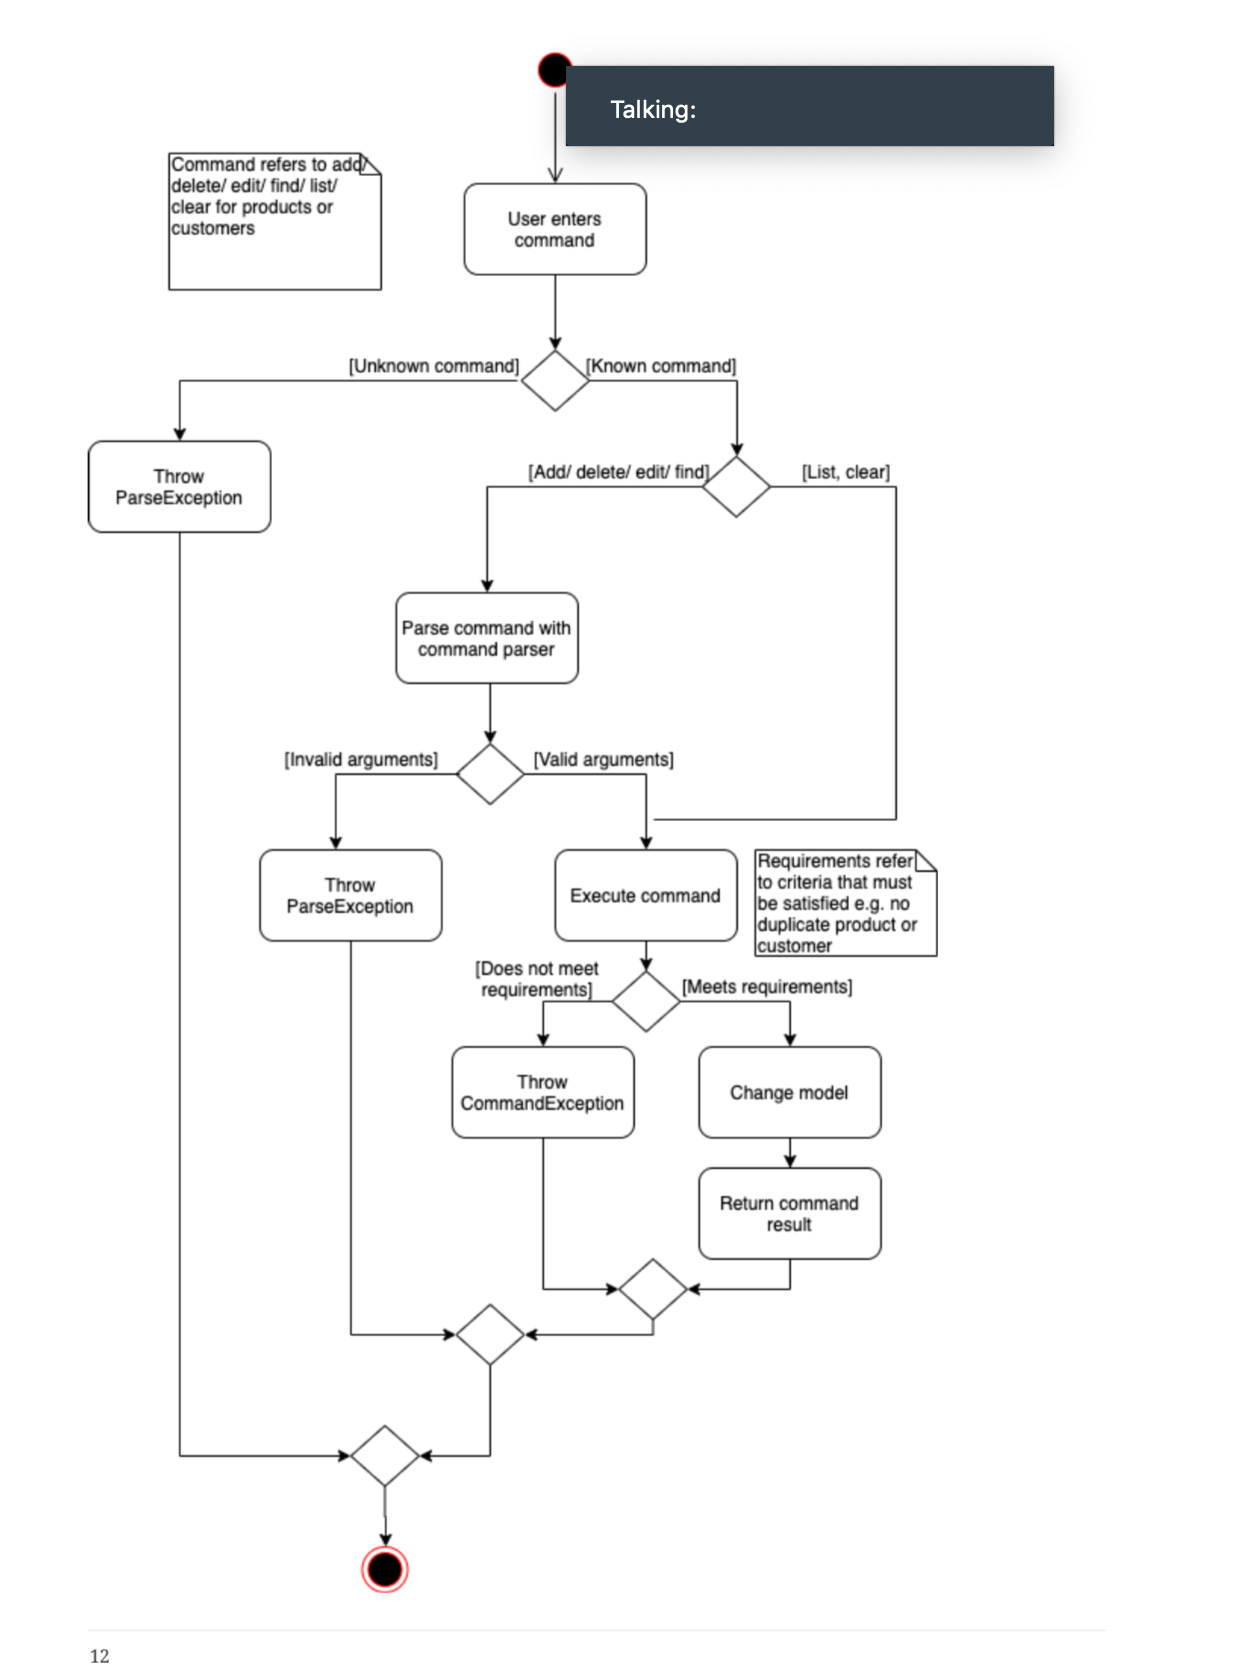 Talking:
Command refers to add/
delete/ edit/ find/ list/
clear for products or
customers
User enters
command
[Unknown command]
[Known command]
Throw
ParseException
[Add/ delete/ edit/ find]
[List, clear]
Parse command with
command parser
[Invalid arguments]
[Valid arguments]
Throw
ParseException
Execute command
Requirements refer
to criteria that must
be satisfied e.g. no
duplicate product or
customer
[Does not meet
requirements]
[Meets requirements]
Throw
CommandException
Change model
Return command
result
12